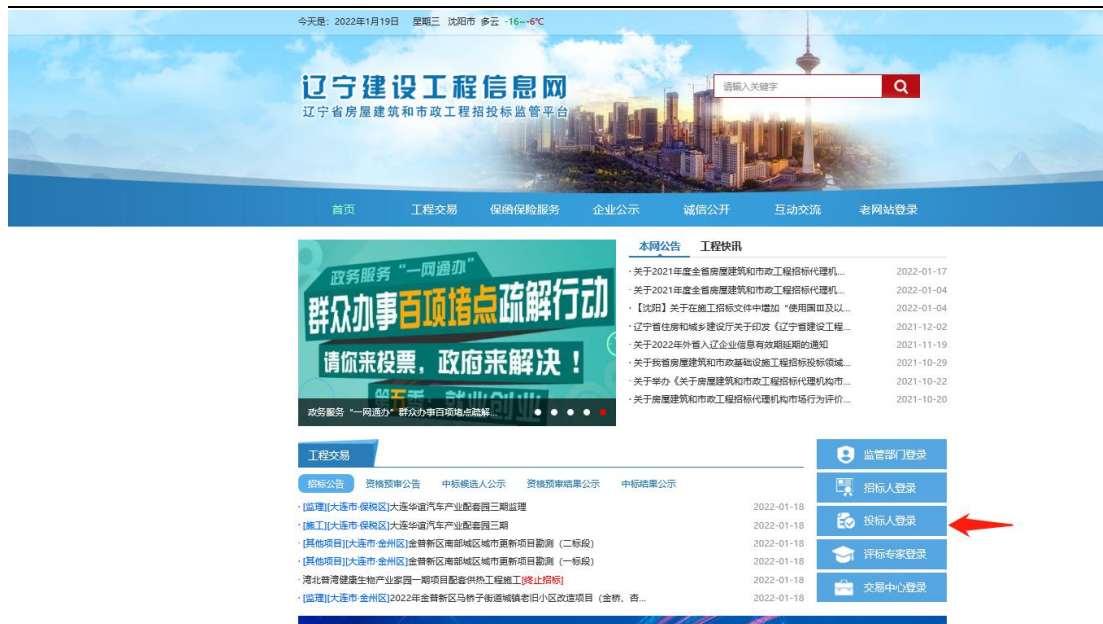 今天是：2022年1月19日 星期三 沈阳市 多云 -16~-6℃
辽宁建设工程信息网
辽宁省房屋建筑和市政工程招投标监管平台
请输入关键字
首页 工程交易 保函保险服务 企业公示 诚信公开 互动交流 老网站登录
政务服务“一网通办”
群众办事百项堵点疏解行动
请你来投票，政府来解决！
第五季：就业创业
政务服务“一网通办”群众办事百项堵点疏解...
本网公告 工程快讯
·关于2021年度全省房屋建筑和市政工程招标代理机... 2022-01-17
·关于2021年度全省房屋建筑和市政工程招标代理机... 2022-01-04
·【沈阳】关于在施工招标文件中增加“使用国Ⅲ及以... 2022-01-04
·辽宁省住房和城乡建设厅关于印发《辽宁省建设工程... 2021-12-02
·关于2022年外省入辽企业信息有效期延期的通知 2021-11-19
·关于我省房屋建筑和市政基础设施工程招标投标领域... 2021-10-29
·关于举办《关于房屋建筑和市政工程招标代理机构市... 2021-10-22
·关于房屋建筑和市政工程招标代理机构市场行为评价... 2021-10-20
工程交易
招标公告 资格预审公告 中标候选人公示 资格预审结果公示 中标结果公示
·[监理][大连市·保税区]大连华谊汽车产业配套园三期监理 2022-01-18
·[施工][大连市·保税区]大连华谊汽车产业配套园三期 2022-01-18
·[其他项目][大连市·金州区]金普新区南部城区城市更新项目勘测（二标段） 2022-01-18
·[其他项目][大连市·金州区]金普新区南部城区城市更新项目勘测（一标段） 2022-01-18
·湾北普湾健康生物产业家园一期项目配套供热工程施工[终止招标] 2022-01-18
·[监理][大连市·金州区]2022年金普新区马桥子街道城镇老旧小区改造项目（金桥、杏... 2022-01-18
监管部门登录
招标人登录
投标人登录
评标专家登录
交易中心登录